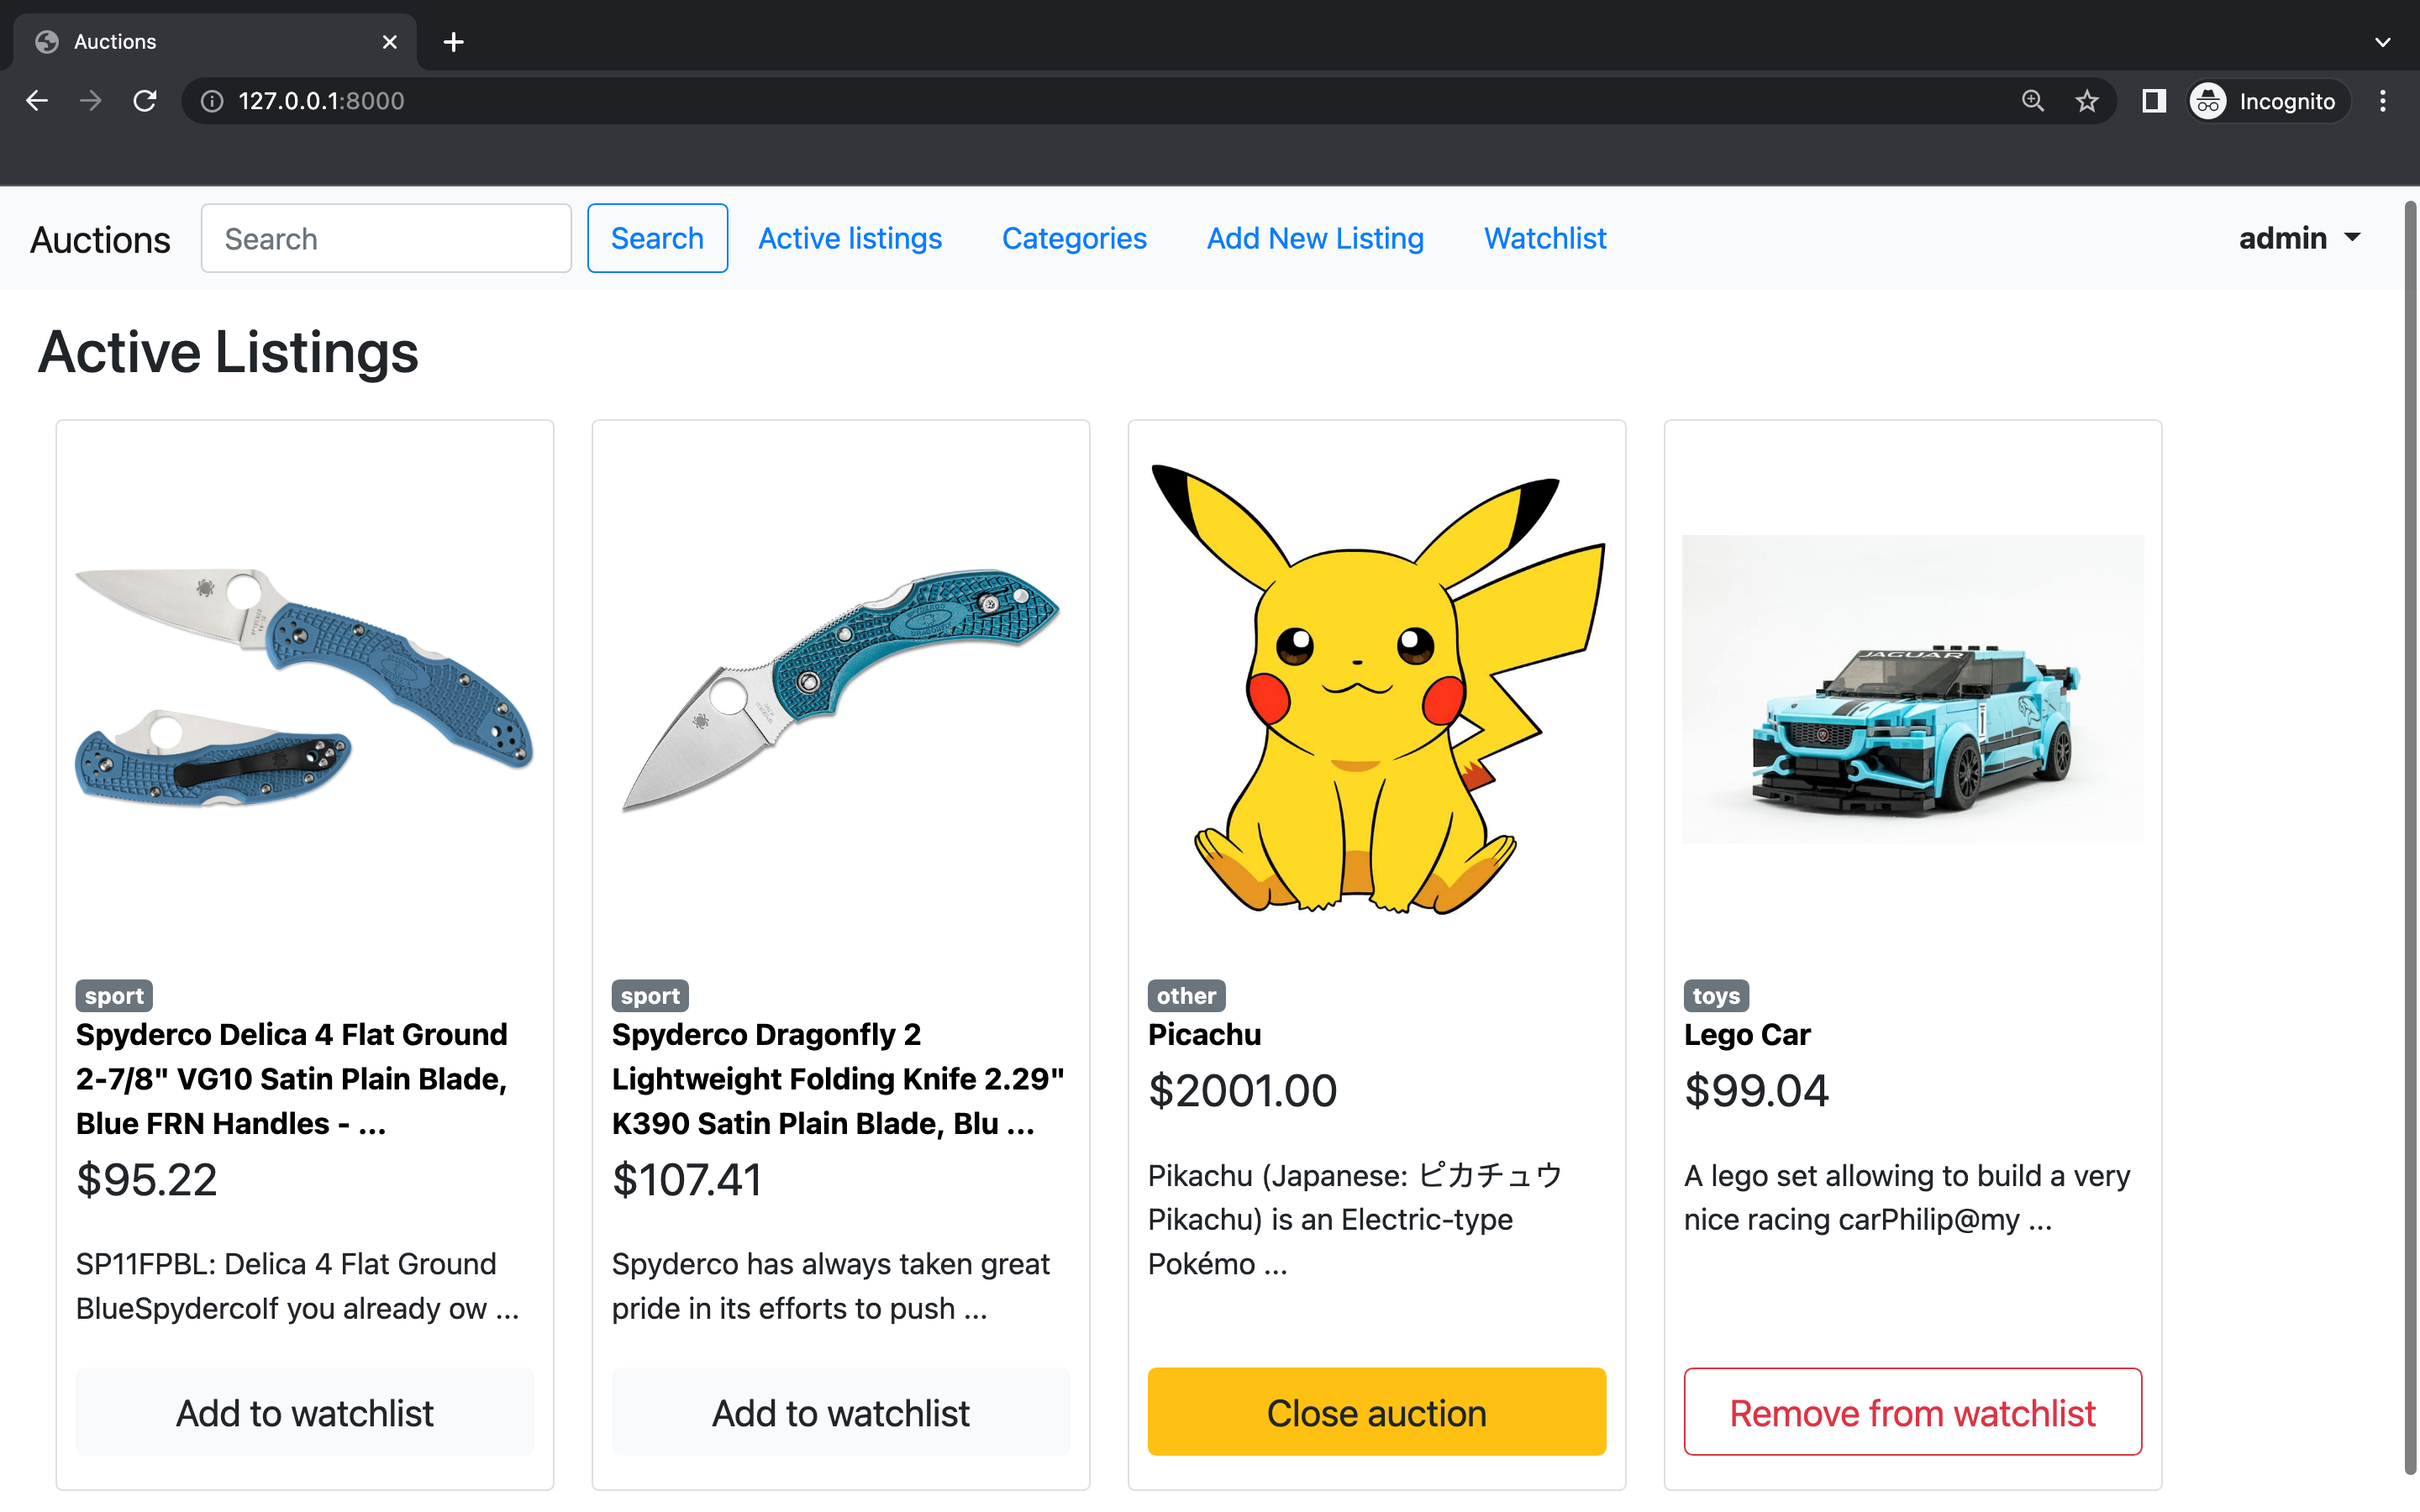 Auctions
127.0.0.1:8000
Incognito
Auctions
Search
Search
Active listings
Categories
Add New Listing
Watchlist
admin
Active Listings
sport
Spyderco Delica 4 Flat Ground
2-7/8" VG10 Satin Plain Blade,
Blue FRN Handles - ...
$95.22
SP11FPBL: Delica 4 Flat Ground
BlueSpydercoIf you already ow ...
Add to watchlist
sport
Spyderco Dragonfly 2
Lightweight Folding Knife 2.29"
K390 Satin Plain Blade, Blu ...
$107.41
Spyderco has always taken great
pride in its efforts to push ...
Add to watchlist
other
Picachu
$2001.00
Pikachu (Japanese: ピカチュウ
Pikachu) is an Electric-type
Pokémo ...
Close auction
JAGUAR
1
toys
Lego Car
$99.04
A lego set allowing to build a very
nice racing carPhilip@my ...
Remove from watchlist